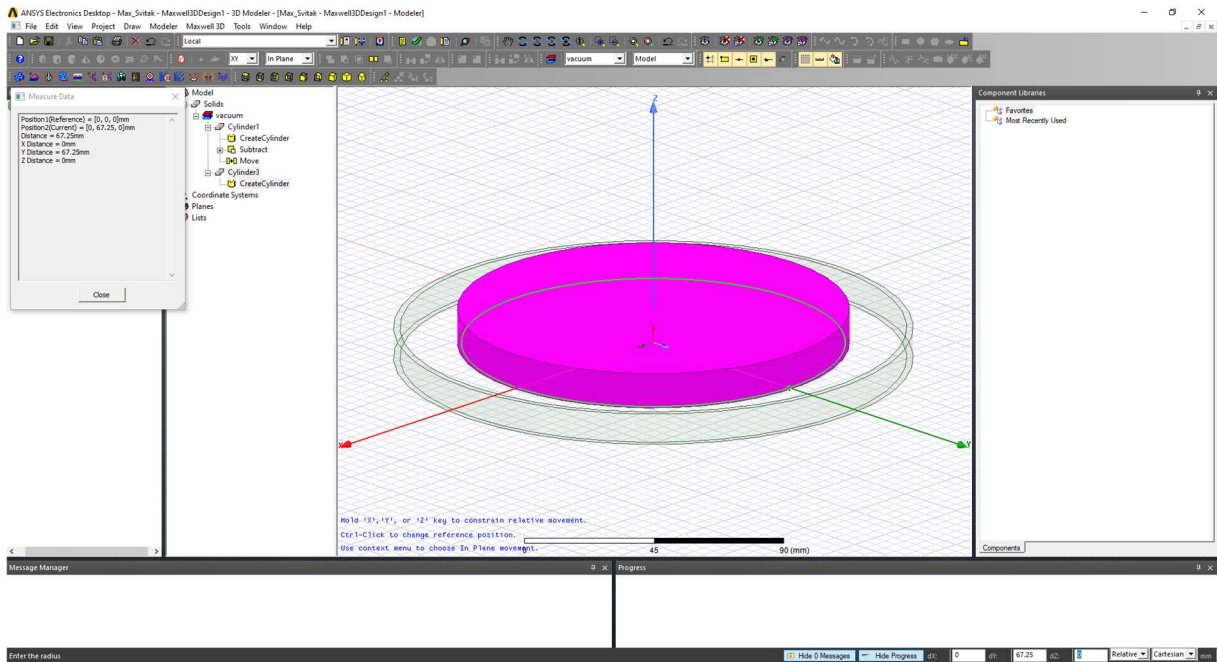 ANSYS Electronics Desktop - Max_Svitak - Maxwell3DDesign1 - 3D Modeler - [Max_Svitak - Maxwell3DDesign1 - Modeler]
File Edit View Project Draw Modeler Maxwell 3D Tools Window Help
Local
XY In Plane vacuum Model
Measure Data
Position1(Reference) = [0, 0, 0]mm
Position2(Current) = [0, 67.25, 0]mm
Distance = 67.25mm
X Distance = 0mm
Y Distance = 67.25mm
Z Distance = 0mm
Close
Model
Solids
vacuum
Cylinder1
CreateCylinder
Subtract
Move
Cylinder3
CreateCylinder
Coordinate Systems
Planes
Lists
Z
X
Y
Hold 'X','Y', or 'Z' key to constrain relative movement.
Ctrl-Click to change reference position.
Use context menu to choose In Plane movement.
0 45 90 (mm)
Component Libraries
Favorites
Most Recently Used
Components
Message Manager
Progress
Enter the radius Hide 0 Messages Hide Progress dX: 0 dY: 67.25 dZ: 0 Relative Cartesian mm